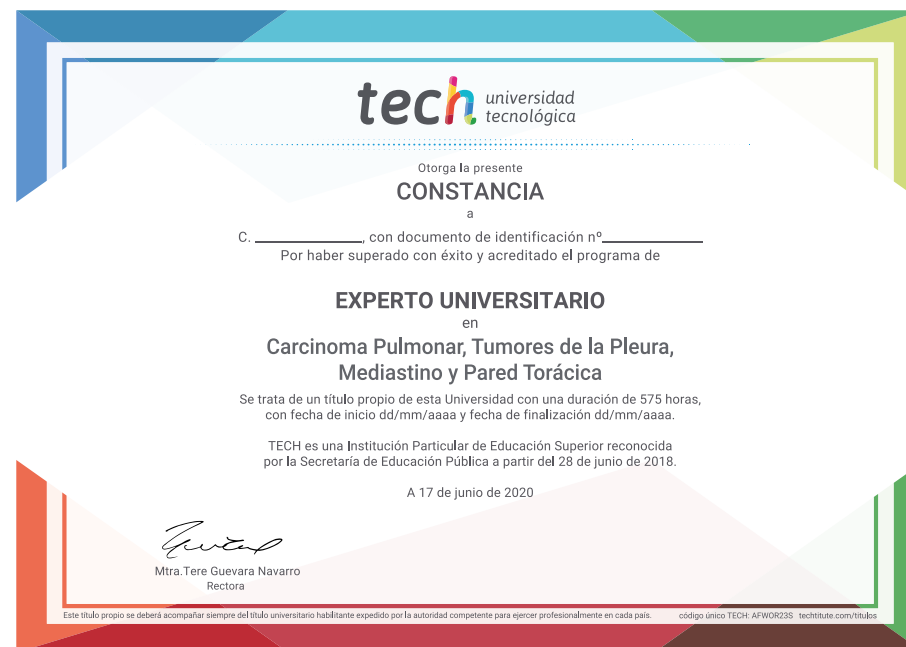 tech universidad
tecnológica
Otorga la presente
CONSTANCIA
a
C. ____________, con documento de identificación nº____________
Por haber superado con éxito y acreditado el programa de
EXPERTO UNIVERSITARIO
en
Carcinoma Pulmonar, Tumores de la Pleura,
Mediastino y Pared Torácica
Se trata de un título propio de esta Universidad con una duración de 575 horas,
con fecha de inicio dd/mm/aaaa y fecha de finalización dd/mm/aaaa.
TECH es una Institución Particular de Educación Superior reconocida
por la Secretaría de Educación Pública a partir del 28 de junio de 2018.
A 17 de junio de 2020
Mtra.Tere Guevara Navarro
Rectora
Este título propio se deberá acompañar siempre del título universitario habilitante expedido por la autoridad competente para ejercer profesionalmente en cada país. código único TECH: AFWOR23S techtitute.com/titulos